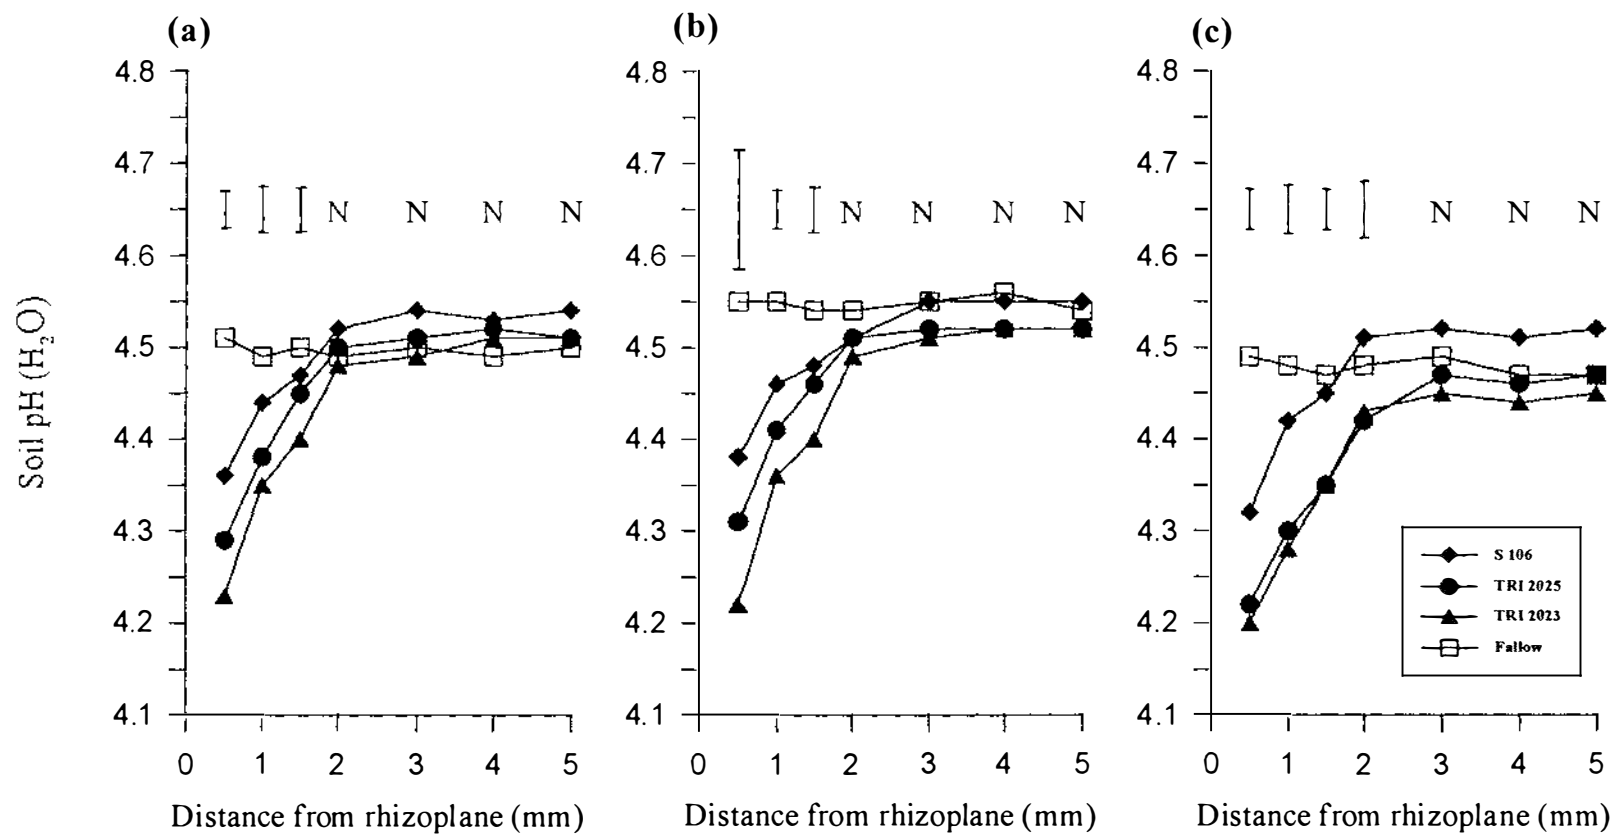 (a) (b) (c)
4.8 4.8 4.8
4.7 4.7 4.7
N N N N N N N N N N
4.6 4.6 4.6
4.5 4.5 4.5
4.4 4.4 4.4
4.3 4.3 4.3
4.2 4.2 4.2
4.1 4.1 4.1
Soil pH (H₂O)
S 106
TRI 2025
TRI 2023
Fallow
0 1 2 3 4 5 0 1 2 3 4 5 0 1 2 3 4 5
Distance from rhizoplane (mm) Distance from rhizoplane (mm) Distance from rhizoplane (mm)